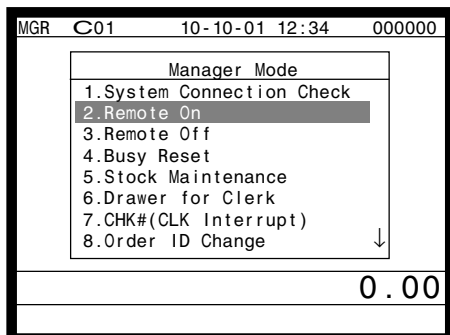 MGR C01 10-10-01 12:34 000000
Manager Mode
1.System Connection Check
2.Remote On
3.Remote Off
4.Busy Reset
5.Stock Maintenance
6.Drawer for Clerk
7.CHK#(CLK Interrupt)
8.Order ID Change ↓
0.00